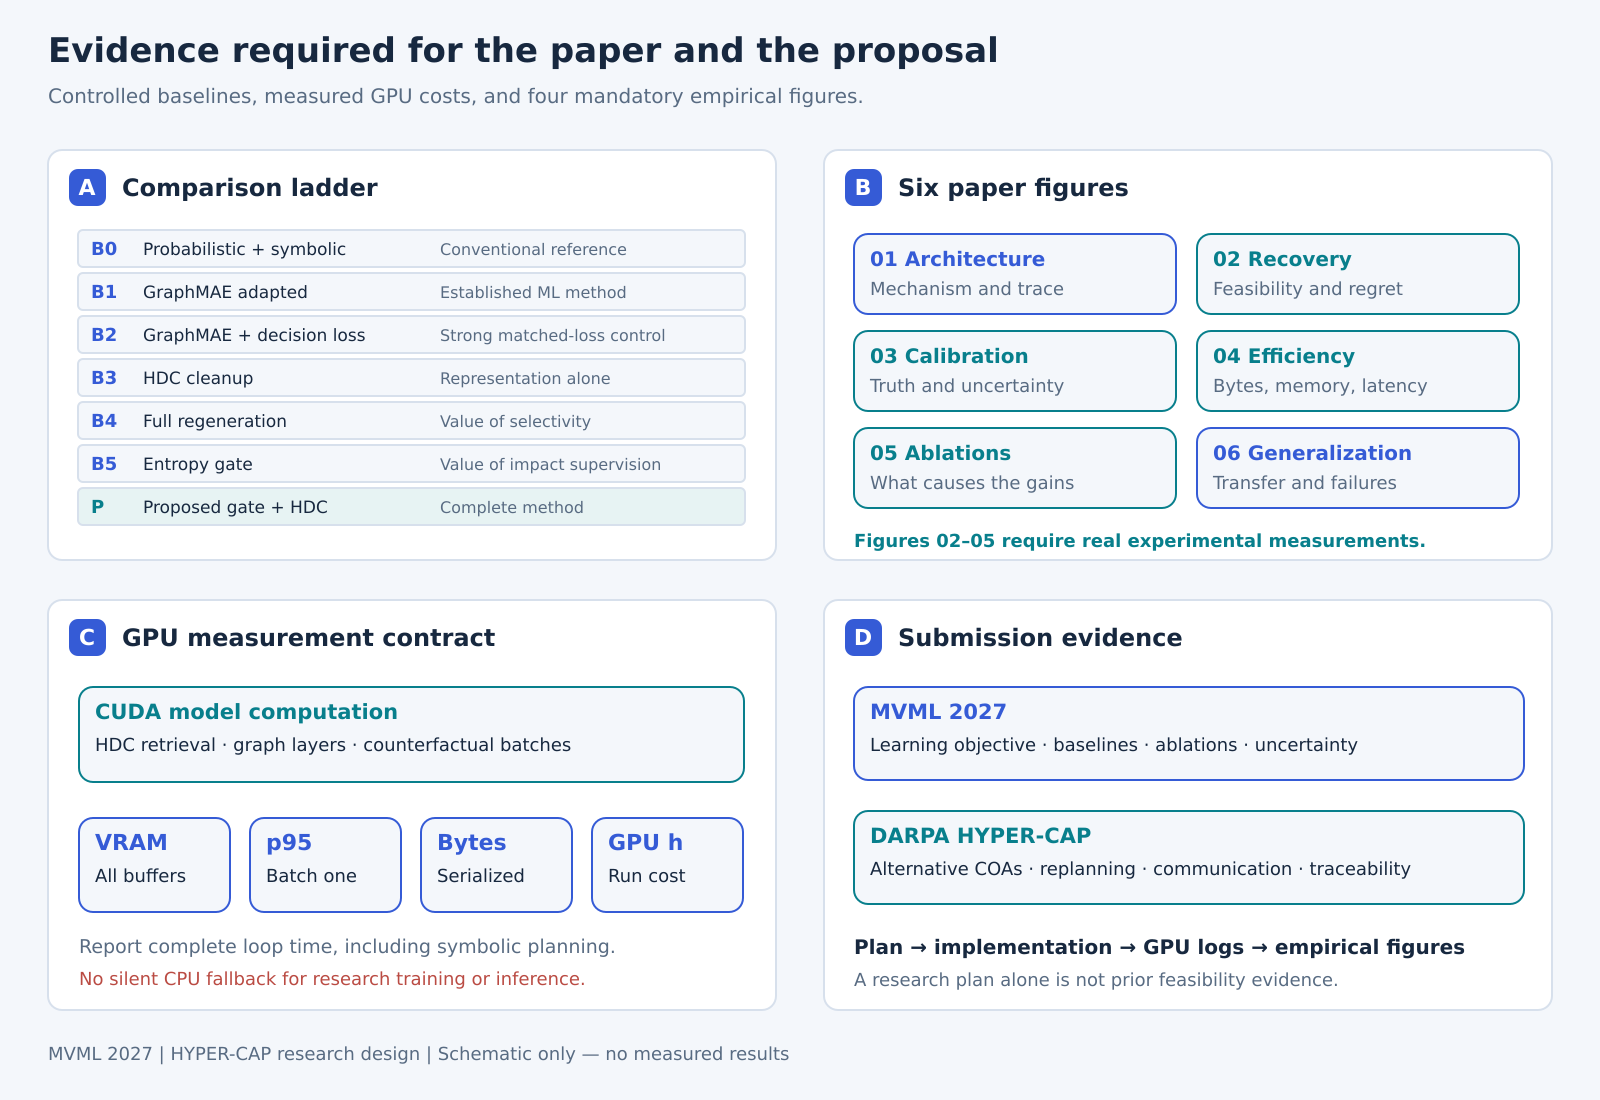 Evidence required for the paper and the proposal
Controlled baselines, measured GPU costs, and four mandatory empirical figures.
A Comparison ladder
B0 Probabilistic + symbolic Conventional reference
B1 GraphMAE adapted Established ML method
B2 GraphMAE + decision loss Strong matched-loss control
B3 HDC cleanup Representation alone
B4 Full regeneration Value of selectivity
B5 Entropy gate Value of impact supervision
P Proposed gate + HDC Complete method
B Six paper figures
01 Architecture
Mechanism and trace
02 Recovery
Feasibility and regret
03 Calibration
Truth and uncertainty
04 Efficiency
Bytes, memory, latency
05 Ablations
What causes the gains
06 Generalization
Transfer and failures
Figures 02–05 require real experimental measurements.
C GPU measurement contract
CUDA model computation
HDC retrieval · graph layers · counterfactual batches
VRAM
All buffers
p95
Batch one
Bytes
Serialized
GPU h
Run cost
Report complete loop time, including symbolic planning.
No silent CPU fallback for research training or inference.
D Submission evidence
MVML 2027
Learning objective · baselines · ablations · uncertainty
DARPA HYPER-CAP
Alternative COAs · replanning · communication · traceability
Plan → implementation → GPU logs → empirical figures
A research plan alone is not prior feasibility evidence.
MVML 2027 | HYPER-CAP research design | Schematic only — no measured results